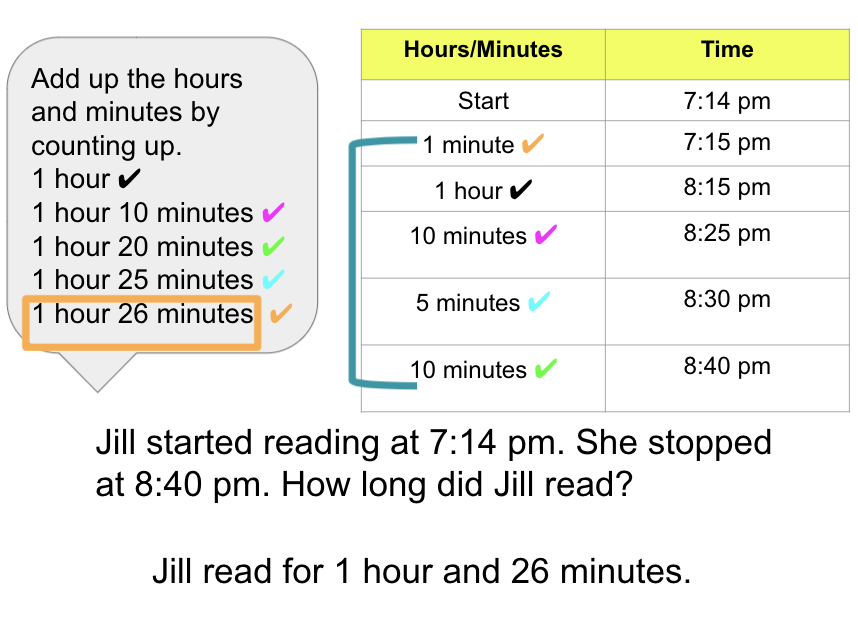 Add up the hours
and minutes by
counting up.
1 hour ✔
1 hour 10 minutes ✔
1 hour 20 minutes ✔
1 hour 25 minutes ✔
1 hour 26 minutes ✔
Hours/Minutes Time
Start 7:14 pm
1 minute ✔ 7:15 pm
1 hour ✔ 8:15 pm
10 minutes ✔ 8:25 pm
5 minutes ✔ 8:30 pm
10 minutes ✔ 8:40 pm
Jill started reading at 7:14 pm. She stopped
at 8:40 pm. How long did Jill read?
Jill read for 1 hour and 26 minutes.